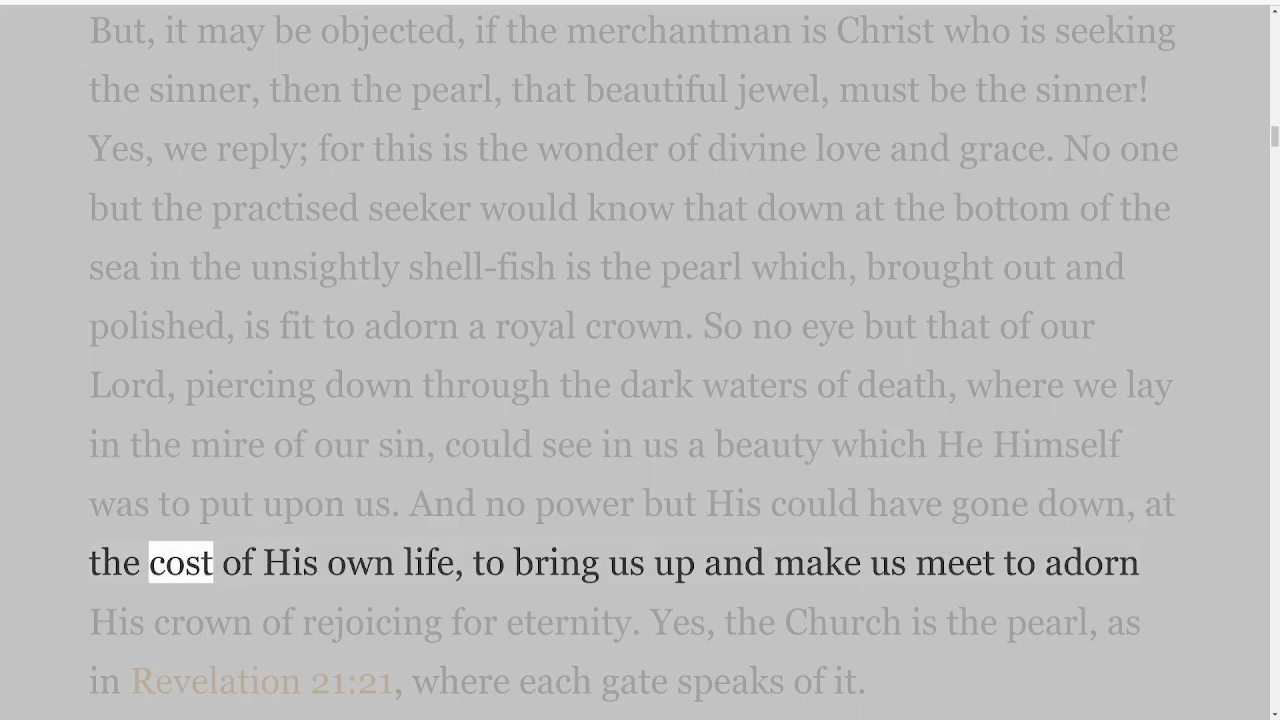 But, it may be objected, if the merchantman is Christ who is seeking
the sinner, then the pearl, that beautiful jewel, must be the sinner!
Yes, we reply; for this is the wonder of divine love and grace. No one
but the practised seeker would know that down at the bottom of the
sea in the unsightly shell-fish is the pearl which, brought out and
polished, is fit to adorn a royal crown. So no eye but that of our
Lord, piercing down through the dark waters of death, where we lay
in the mire of our sin, could see in us a beauty which He Himself
was to put upon us. And no power but His could have gone down, at
the cost of His own life, to bring us up and make us meet to adorn
His crown of rejoicing for eternity. Yes, the Church is the pearl, as
in Revelation 21:21, where each gate speaks of it.